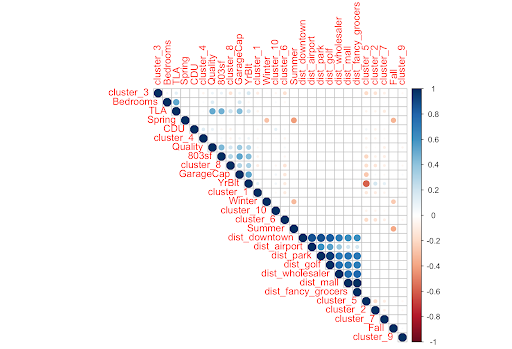 cluster_3
Bedrooms
TLA
Spring
CDU
cluster_4
Quality
803sf
cluster_8
GarageCap
YrBlt
cluster_1
Winter
cluster_10
cluster_6
Summer
dist_downtown
dist_airport
dist_park
dist_golf
dist_wholesaler
dist_mall
dist_fancy_grocers
cluster_5
cluster_2
cluster_7
Fall
cluster_9
cluster_3
Bedrooms
TLA
Spring
CDU
cluster_4
Quality
803sf
cluster_8
GarageCap
YrBlt
cluster_1
Winter
cluster_10
cluster_6
Summer
dist_downtown
dist_airport
dist_park
dist_golf
dist_wholesaler
dist_mall
dist_fancy_grocers
cluster_5
cluster_2
cluster_7
Fall
cluster_9
1
0.8
0.6
0.4
0.2
0
-0.2
-0.4
-0.6
-0.8
-1